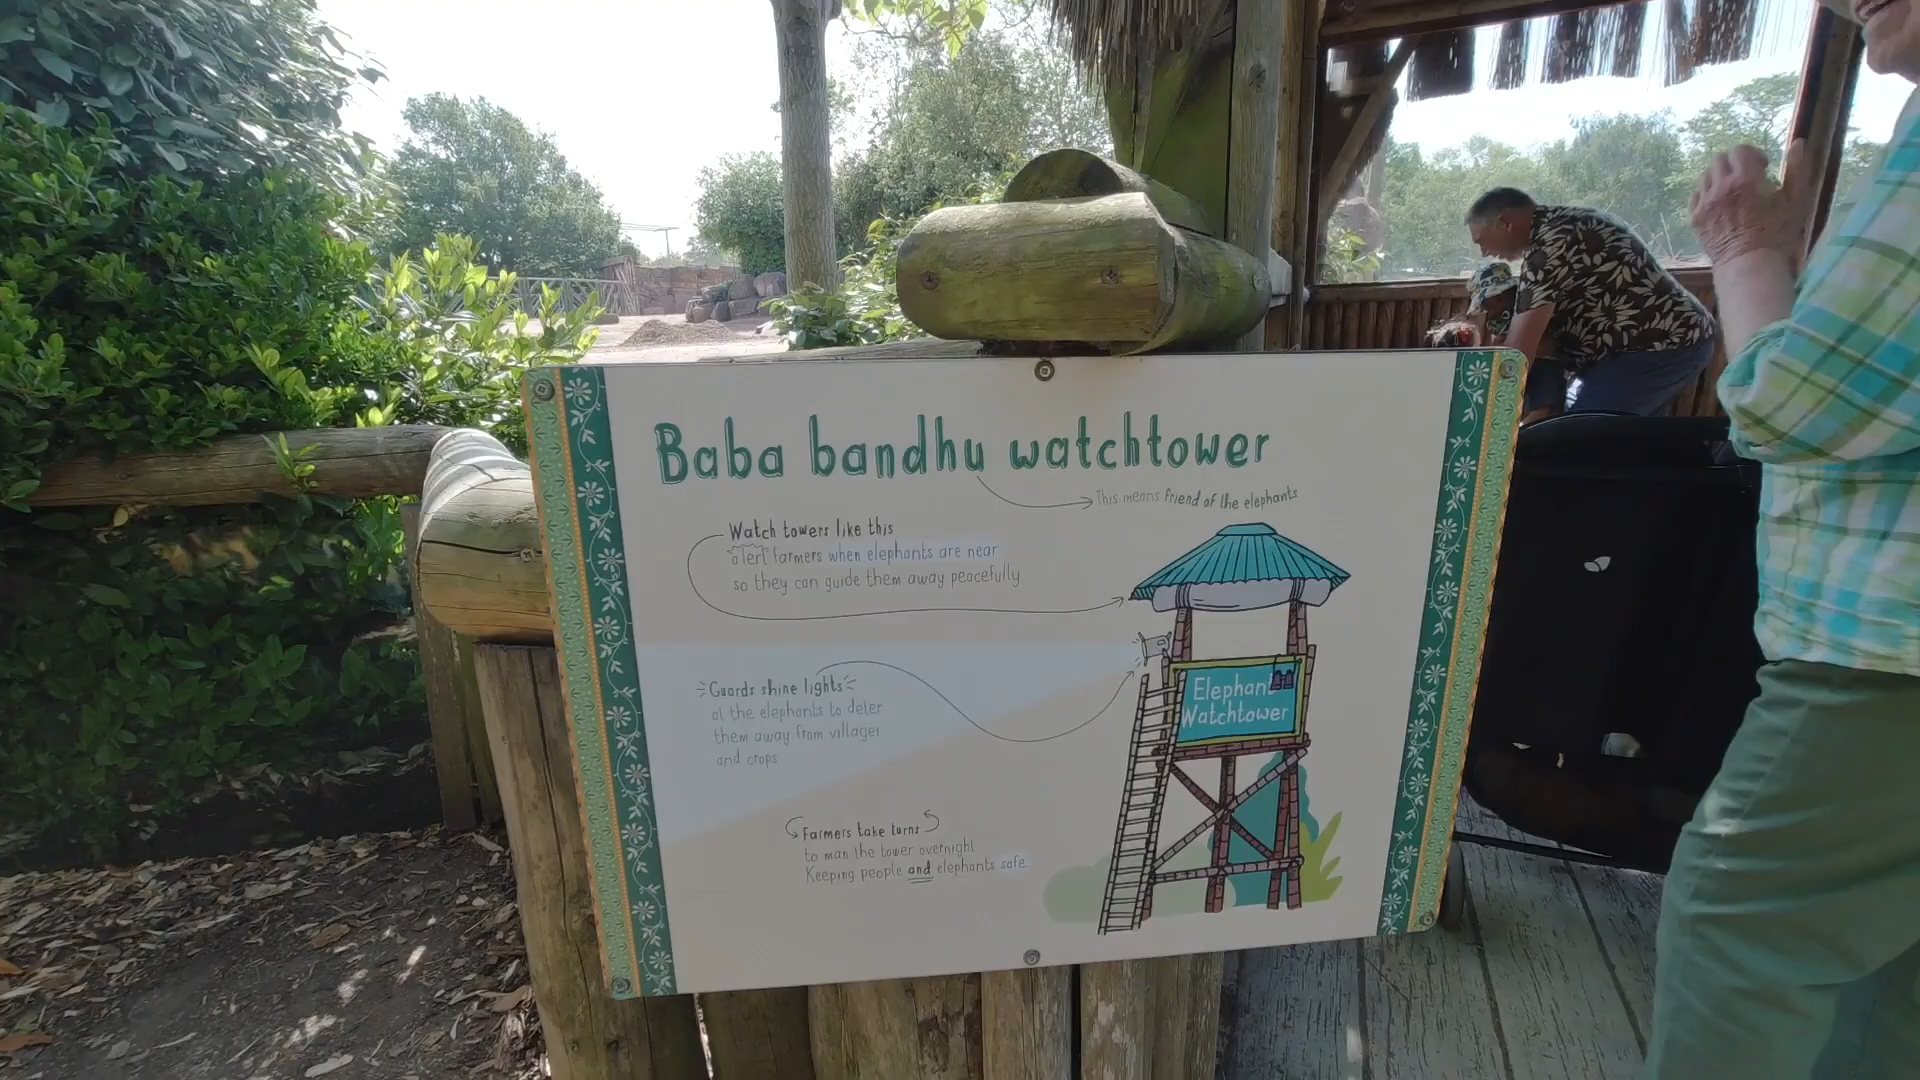 Baba bandhu watchtower
This means friend of the elephants
Watch towers like this
alert farmers when elephants are near
so they can guide them away peacefully
Guards shine lights
at the elephants to deter
them away from villager
and crops
Elephant
Watchtower
Farmers take turns
to man the tower overnight.
Keeping people and elephants safe